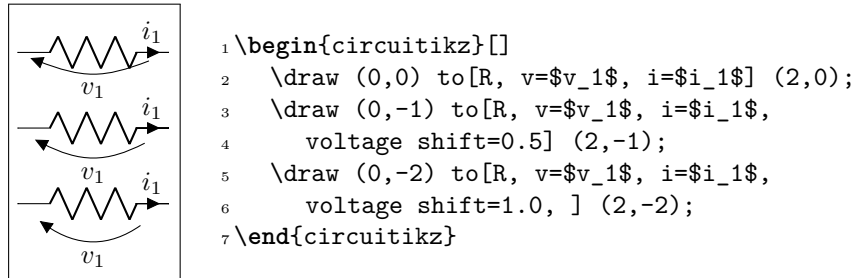 i₁
v₁
i₁
v₁
i₁
v₁
1 \begin{circuitikz}[]
2 \draw (0,0) to[R, v=$v_1$, i=$i_1$] (2,0);
3 \draw (0,-1) to[R, v=$v_1$, i=$i_1$,
4 voltage shift=0.5] (2,-1);
5 \draw (0,-2) to[R, v=$v_1$, i=$i_1$,
6 voltage shift=1.0, ] (2,-2);
7 \end{circuitikz}